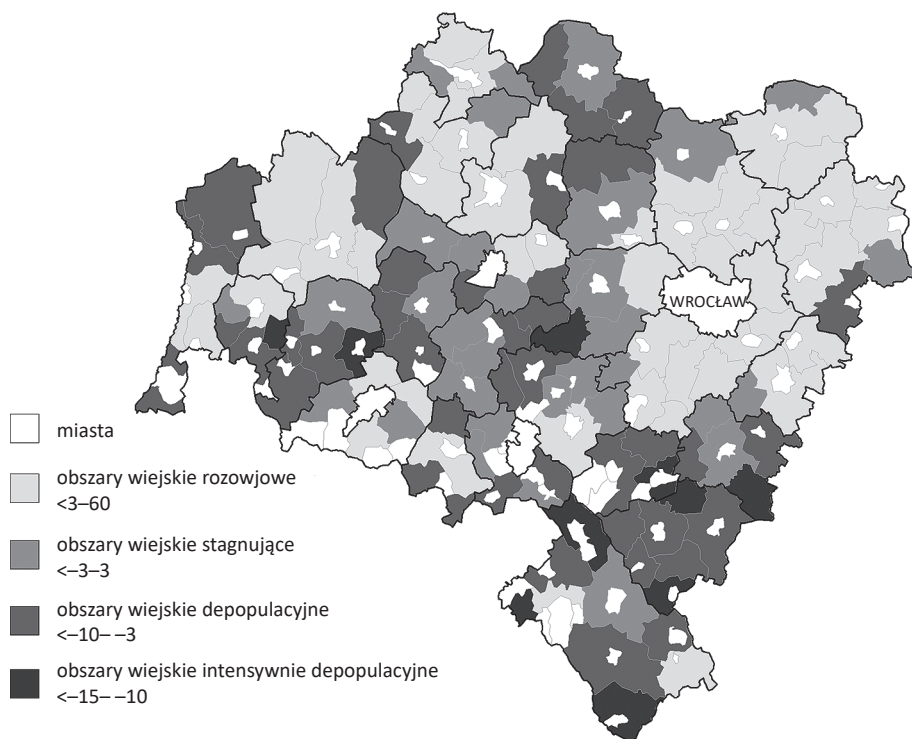 WROCŁAW
miasta
obszary wiejskie rozowjowe
<3–60
obszary wiejskie stagnujące
<–3–3
obszary wiejskie depopulacyjne
<–10– –3
obszary wiejskie intensywnie depopulacyjne
<–15– –10